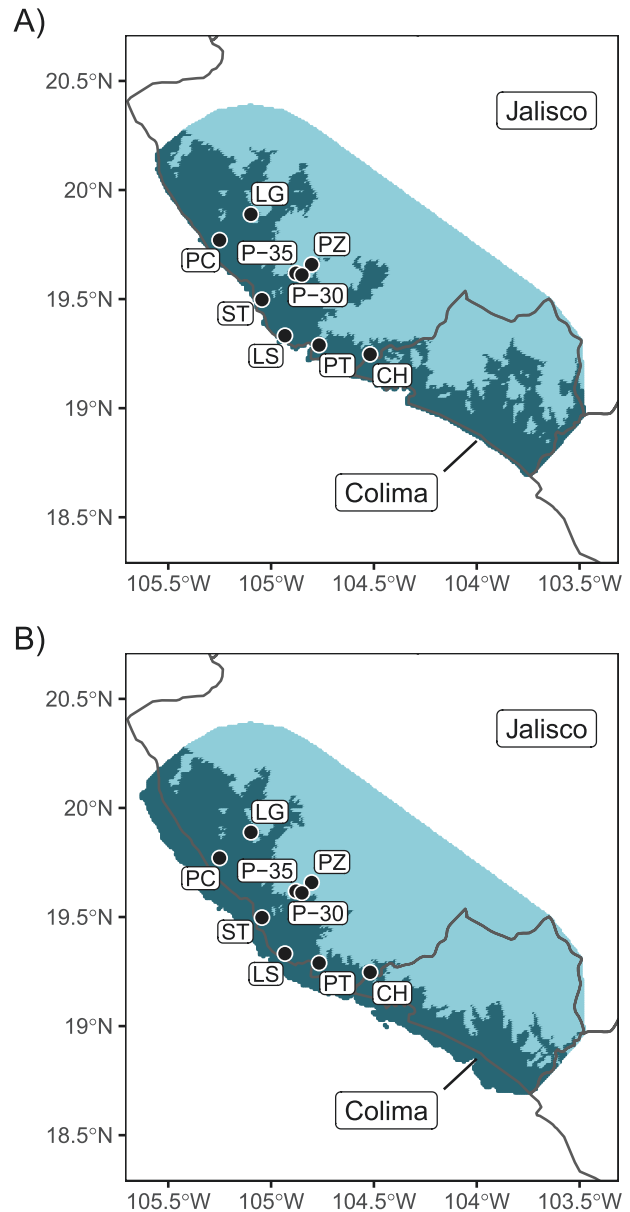 A)
Jalisco
20.5°N
20°N
19.5°N
19°N
18.5°N
LG
PC
P−35
PZ
P−30
ST
LS
PT
CH
Colima
105.5°W
105°W
104.5°W
104°W
103.5°W
B)
Jalisco
20.5°N
20°N
19.5°N
19°N
18.5°N
LG
PC
P−35
PZ
P−30
ST
LS
PT
CH
Colima
105.5°W
105°W
104.5°W
104°W
103.5°W